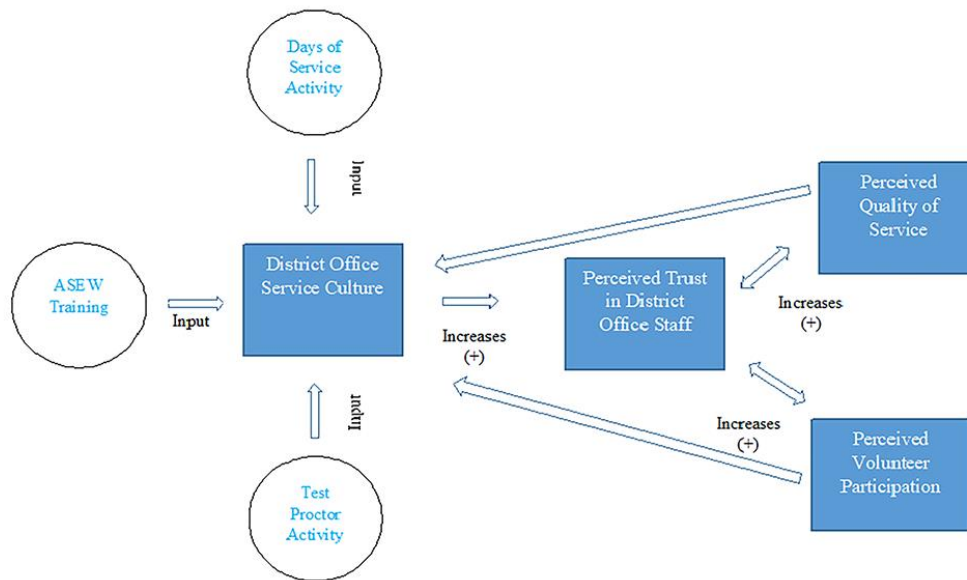 Days of
Service
Activity
Input
Perceived
Quality of
Service
District Office
Service Culture
ASEW
Training
Input
Perceived Trust
in District
Office Staff
Increases
(+)
Increases
(+)
Input
Increases
(+)
Perceived
Volunteer
Participation
Test
Proctor
Activity